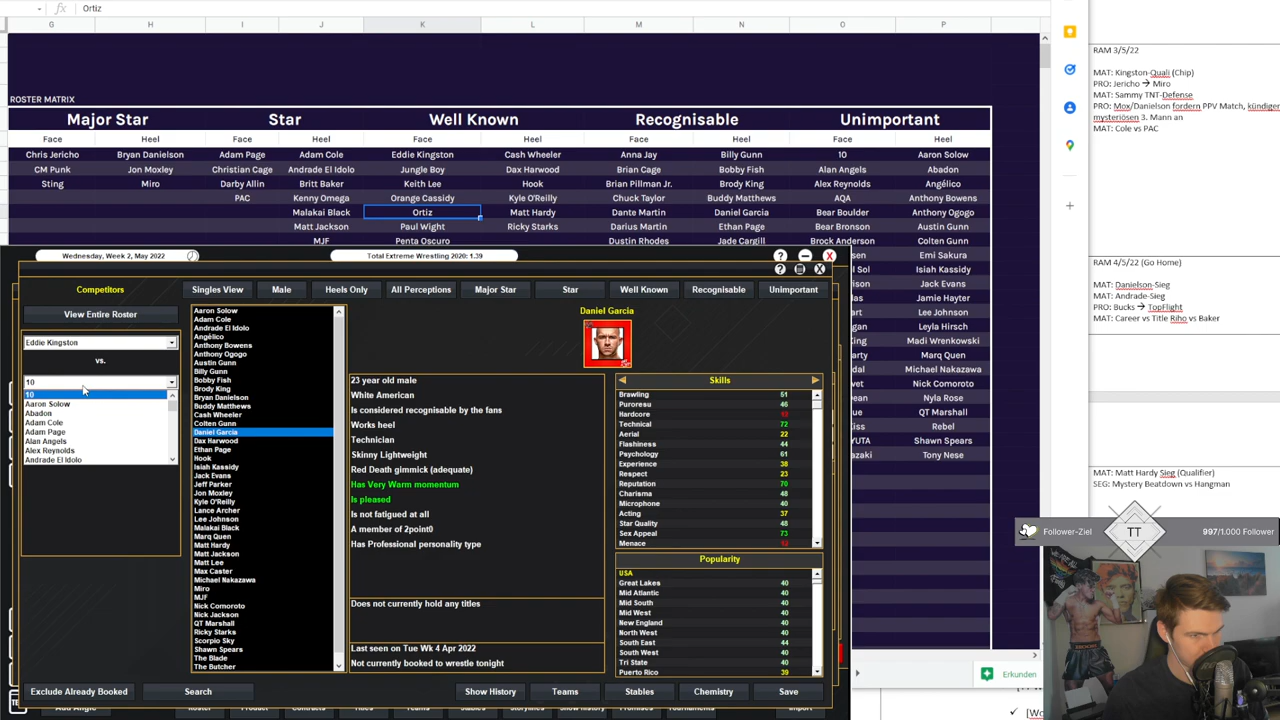 Ortiz
G H I J K L M N O P
ROSTER MATRIX
Major Star Star Well Known Recognisable Unimportant
Face Heel Face Heel Face Heel Face Heel Face Heel
Chris Jericho Bryan Danielson Adam Page Adam Cole Eddie Kingston Cash Wheeler Anna Jay Billy Gunn 10 Aaron Solow
CM Punk Jon Moxley Christian Cage Andrade El Idolo Jungle Boy Dax Harwood Brian Cage Bobby Fish Alan Angels Abadon
Sting Miro Darby Allin Britt Baker Keith Lee Hook Brian Pillman Jr. Brody King Alex Reynolds Angélico
PAC Kenny Omega Orange Cassidy Kyle O'Reilly Chuck Taylor Buddy Matthews AQA Anthony Bowens
Malakai Black Ortiz Matt Hardy Dante Martin Daniel Garcia Bear Boulder Anthony Ogogo
Matt Jackson Paul Wight Ricky Starks Darius Martin Ethan Page Bear Bronson Austin Gunn
MJF Penta Oscuro Dustin Rhodes Jade Cargill Brock Anderson Colten Gunn
Emi Sakura
Isiah Kassidy
Jack Evans
Jamie Hayter
Lee Johnson
Leyla Hirsch
Madi Wrenkowski
Marq Quen
Michael Nakazawa
Nick Comoroto
QT Marshall
Rebel
YUTA Shawn Spears
Tony Nese
Wednesday, Week 2, May 2022
Total Extreme Wrestling 2020: 1.39
Competitors Singles View Male Heels Only All Perceptions Major Star Star Well Known Recognisable Unimportant
View Entire Roster
Eddie Kingston
vs.
10
10
Aaron Solow
Abadon
Adam Cole
Adam Page
Alan Angels
Alex Reynolds
Andrade El Idolo
Aaron Solow
Adam Cole
Andrade El Idolo
Angélico
Anthony Bowens
Anthony Ogogo
Austin Gunn
Billy Gunn
Bobby Fish
Brody King
Bryan Danielson
Buddy Matthews
Cash Wheeler
Colten Gunn
Daniel Garcia
Dax Harwood
Ethan Page
Hook
Isiah Kassidy
Jack Evans
Jeff Parker
Jon Moxley
Kyle O'Reilly
Lance Archer
Lee Johnson
Malakai Black
Marq Quen
Matt Hardy
Matt Jackson
Matt Lee
Max Caster
Michael Nakazawa
Miro
MJF
Nick Comoroto
Nick Jackson
QT Marshall
Ricky Starks
Scorpio Sky
Shawn Spears
The Blade
The Butcher
Daniel Garcia
23 year old male
White American
Is considered recognisable by the fans
Works heel
Technician
Skinny Lightweight
Red Death gimmick (adequate)
Has Very Warm momentum
Is pleased
Is not fatigued at all
A member of 2point0
Has Professional personality type
Does not currently hold any titles
Last seen on Tue Wk 4 Apr 2022
Not currently booked to wrestle tonight
Skills
Brawling 51
Puroresu 46
Hardcore
Technical 72
Aerial 22
Flashiness 44
Psychology 61
Experience 38
Respect 23
Reputation 70
Charisma 48
Microphone 40
Acting 37
Star Quality 48
Sex Appeal 73
Menace
Popularity
USA
Great Lakes 40
Mid Atlantic 40
Mid South 40
Mid West 40
New England 40
North West 40
South East 44
South West 40
Tri State 40
Puerto Rico 39
Exclude Already Booked Search Show History Teams Stables Chemistry Save
RAM 3/5/22
MAT: Kingston-Quali (Chip)
PRO: Jericho → Miro
MAT: Sammy TNT-Defense
PRO: Mox/Danielson fordern PPV Match, kündigen
mysteriösen 3. Mann an
MAT: Cole vs PAC
RAM 4/5/22 (Go Home)
MAT: Danielson-Sieg
MAT: Andrade-Sieg
PRO: Bucks → TopFlight
MAT: Career vs Title Riho vs Baker
MAT: Matt Hardy Sieg (Qualifier)
SEG: Mystery Beatdown vs Hangman
Follower-Ziel TT 997/1.000 Follower
Erkunden